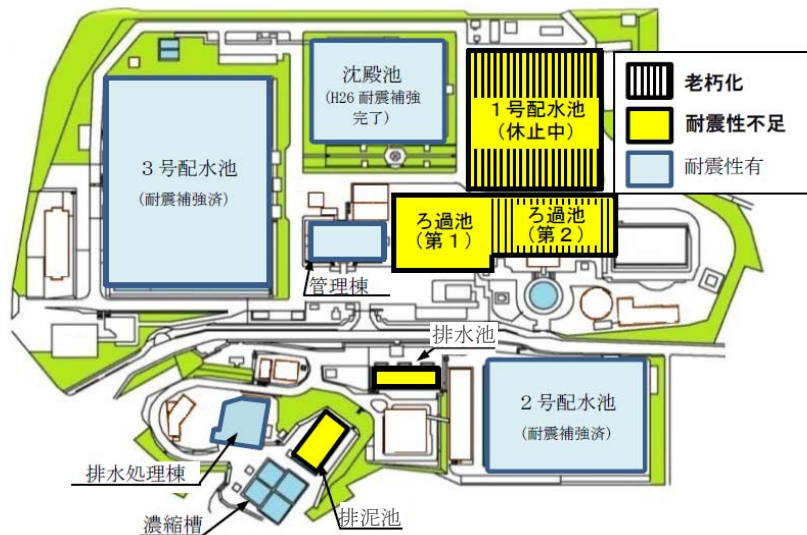 沈殿池
(H26 耐震補強
完了)
１号配水池
(休止中)
老朽化
耐震性不足
耐震性有
３号配水池
(耐震補強済)
ろ過池
(第１)
ろ過池
(第２)
管理棟
排水池
２号配水池
(耐震補強済)
排水処理棟
濃縮槽
排泥池